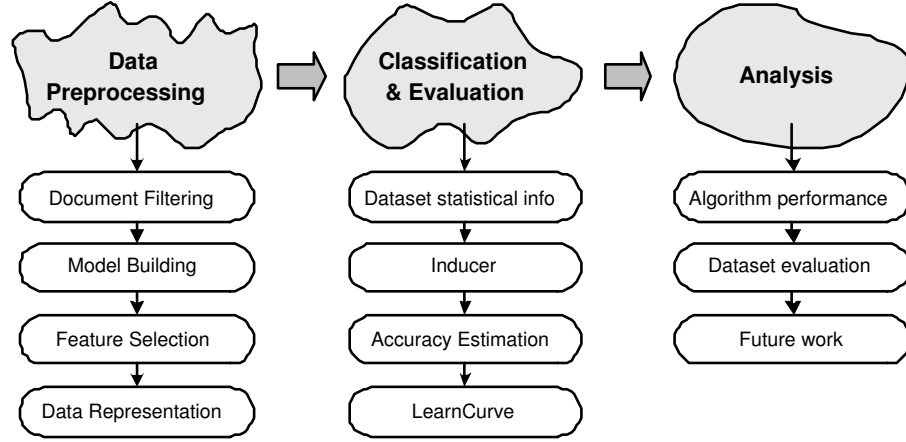 Data
Preprocessing
Document Filtering
Model Building
Feature Selection
Data Representation
Classification
& Evaluation
Dataset statistical info
Inducer
Accuracy Estimation
LearnCurve
Analysis
Algorithm performance
Dataset evaluation
Future work